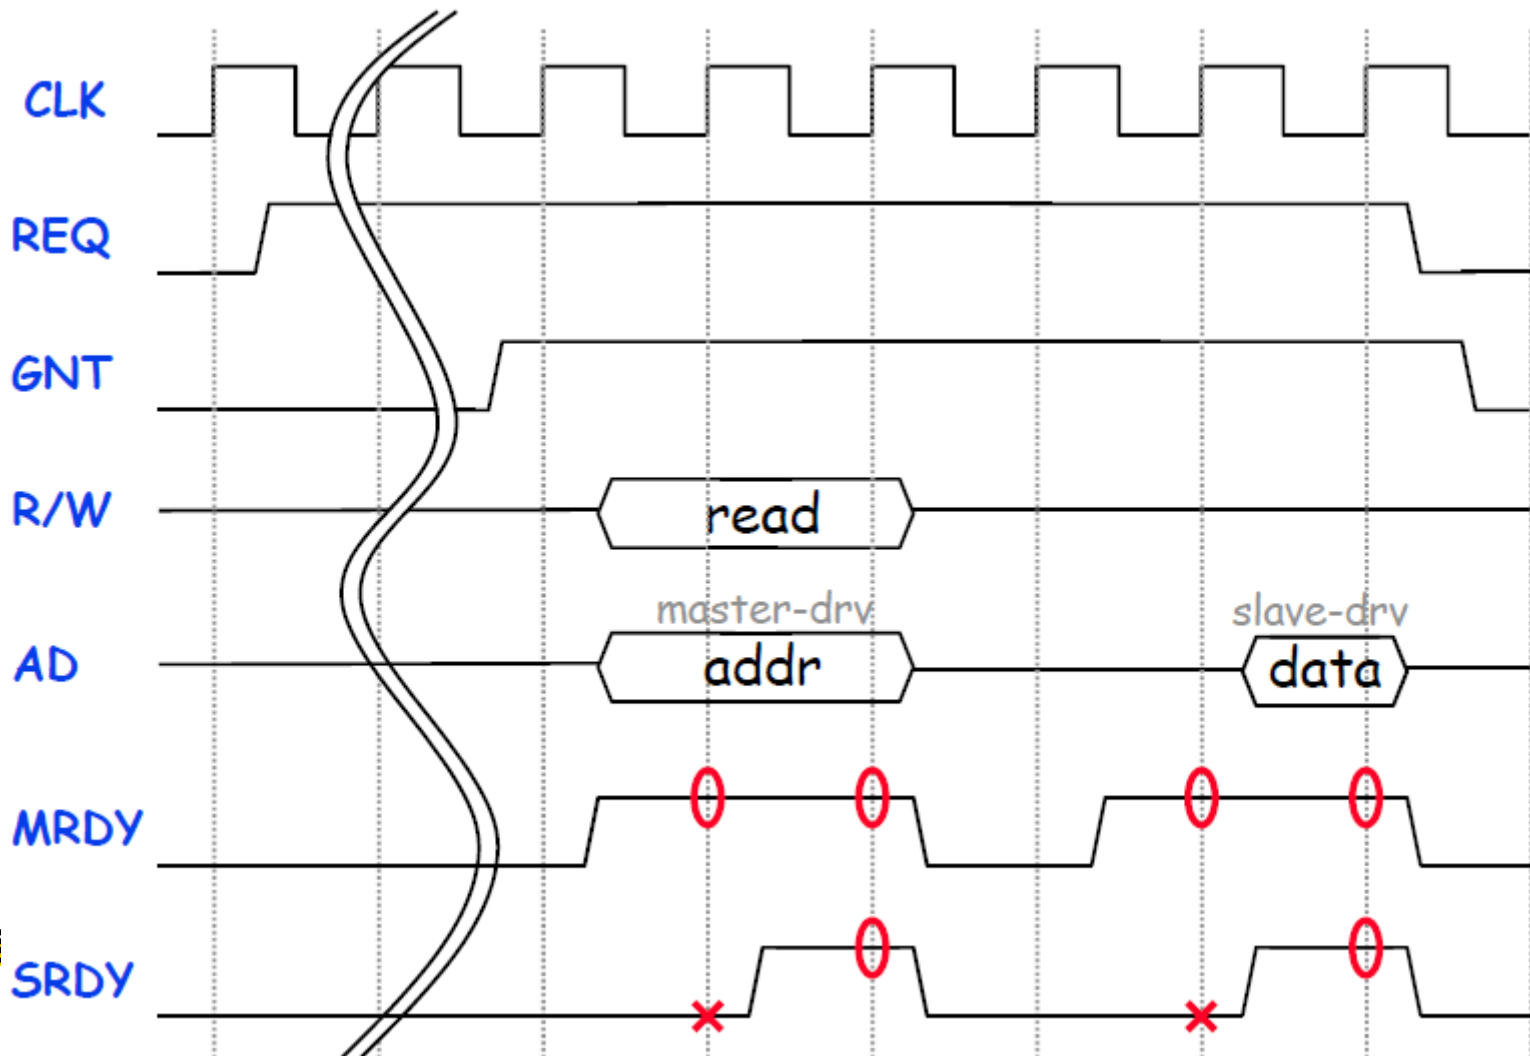 CLK
REQ
GNT
R/W
read
master-drv
slave-drv
AD
addr
data
MRDY
SRDY